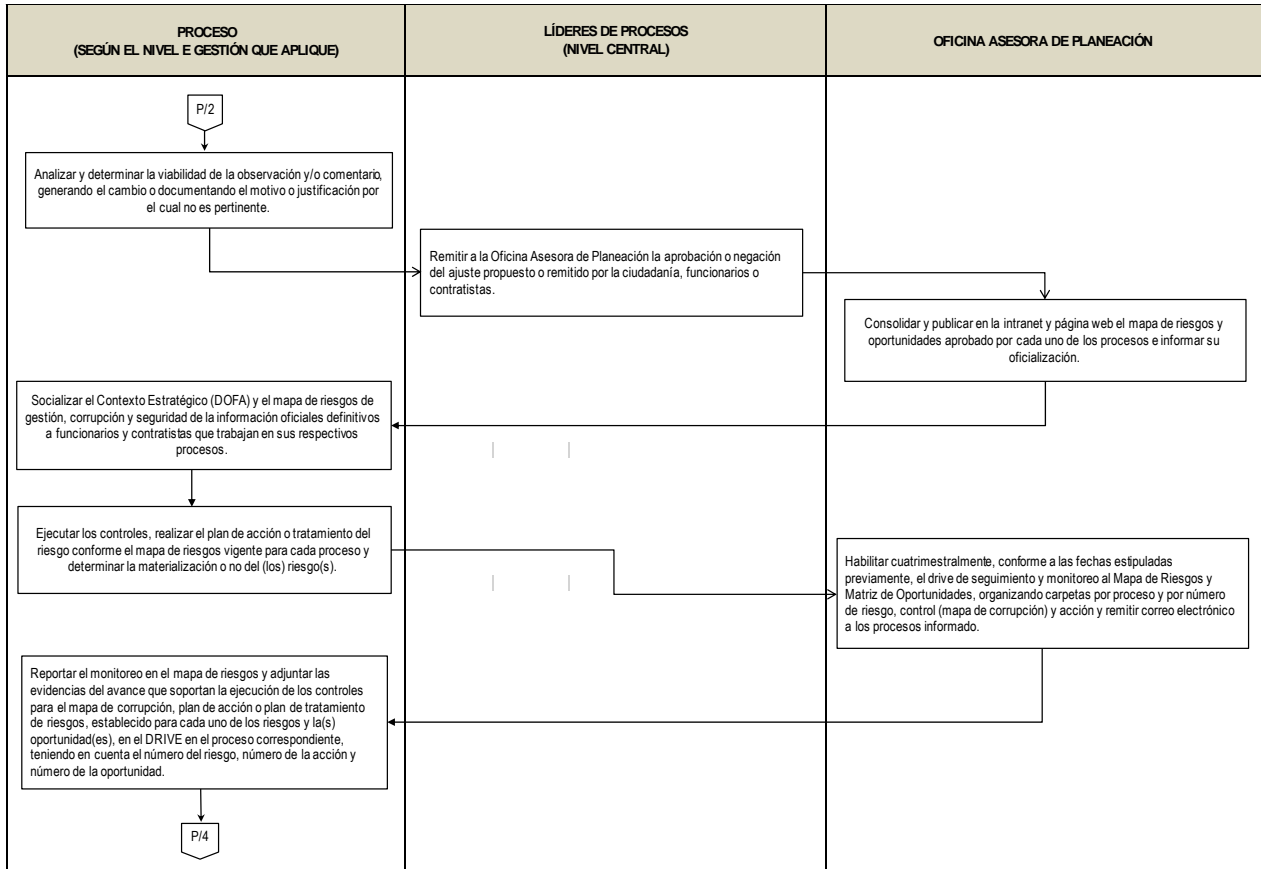 PROCESO
(SEGÚN EL NIVEL E GESTIÓN QUE APLIQUE)
LÍDERES DE PROCESOS
(NIVEL CENTRAL)
OFICINA ASESORA DE PLANEACIÓN
P/2
Analizar y determinar la viabilidad de la observación y/o comentario,
generando el cambio o documentando el motivo o justificación por
el cual no es pertinente.
Remitir a la Oficina Asesora de Planeación la aprobación o negación
del ajuste propuesto o remitido por la ciudadanía, funcionarios o
contratistas.
Consolidar y publicar en la intranet y página web el mapa de riesgos y
oportunidades aprobado por cada uno de los procesos e informar su
oficialización.
Socializar el Contexto Estratégico (DOFA) y el mapa de riesgos de
gestión, corrupción y seguridad de la información oficiales definitivos
a funcionarios y contratistas que trabajan en sus respectivos
procesos.
Ejecutar los controles, realizar el plan de acción o tratamiento del
riesgo conforme el mapa de riesgos vigente para cada proceso y
determinar la materialización o no del (los) riesgo(s).
Habilitar cuatrimestralmente, conforme a las fechas estipuladas
previamente, el drive de seguimiento y monitoreo al Mapa de Riesgos y
Matriz de Oportunidades, organizando carpetas por proceso y por número
de riesgo, control (mapa de corrupción) y acción y remitir correo electrónico
a los procesos informado.
Reportar el monitoreo en el mapa de riesgos y adjuntar las
evidencias del avance que soportan la ejecución de los controles
para el mapa de corrupción, plan de acción o plan de tratamiento
de riesgos, establecido para cada uno de los riesgos y la(s)
oportunidad(es), en el DRIVE en el proceso correspondiente,
teniendo en cuenta el número del riesgo, número de la acción y
número de la oportunidad.
P/4